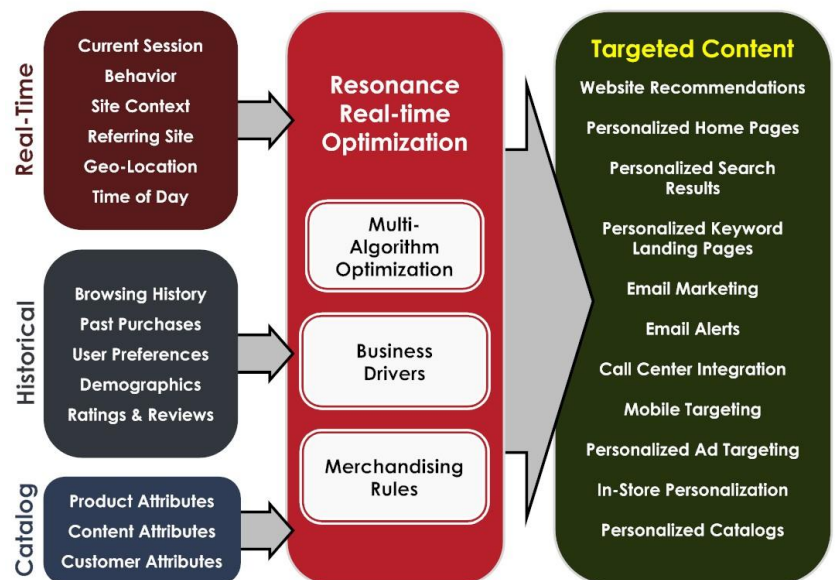 Real-Time
Current Session
Behavior
Site Context
Referring Site
Geo-Location
Time of Day
Historical
Browsing History
Past Purchases
User Preferences
Demographics
Ratings & Reviews
Catalog
Product Attributes
Content Attributes
Customer Attributes
Resonance
Real-time
Optimization
Multi-
Algorithm
Optimization
Business
Drivers
Merchandising
Rules
Targeted Content
Website Recommendations
Personalized Home Pages
Personalized Search
Results
Personalized Keyword
Landing Pages
Email Marketing
Email Alerts
Call Center Integration
Mobile Targeting
Personalized Ad Targeting
In-Store Personalization
Personalized Catalogs